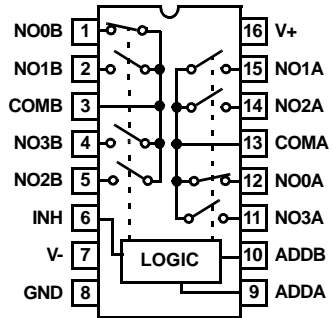 NO0B 1 16 V+
NO1B 2 15 NO1A
COMB 3 14 NO2A
NO3B 4 13 COMA
NO2B 5 12 NO0A
INH 6 11 NO3A
V- 7 LOGIC 10 ADDB
GND 8 9 ADDA